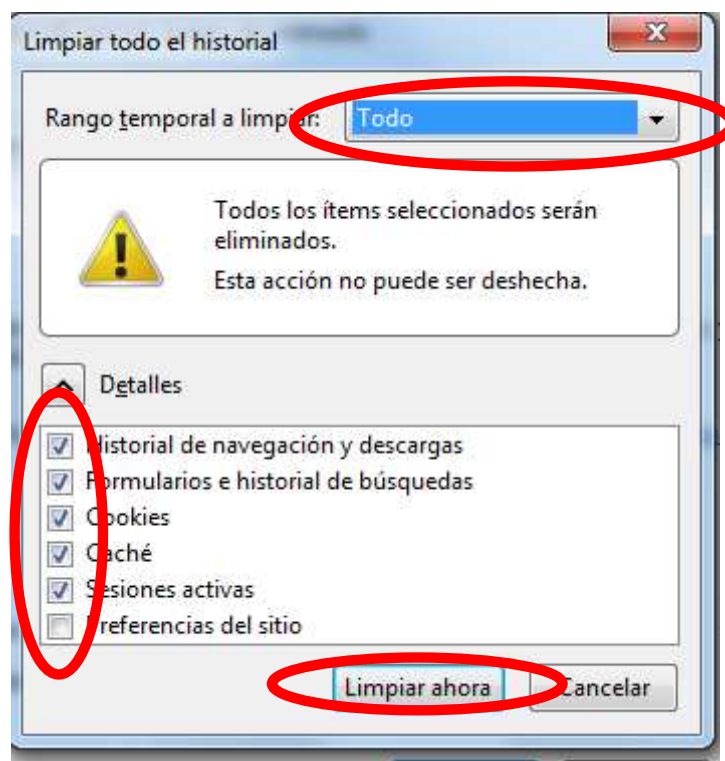 Limpiar todo el historial
Rango temporal a limpiar: Todo
Todos los ítems seleccionados serán
eliminados.
Esta acción no puede ser deshecha.
Detalles
Historial de navegación y descargas
Formularios e historial de búsquedas
Cookies
Caché
Sesiones activas
Preferencias del sitio
Limpiar ahora Cancelar